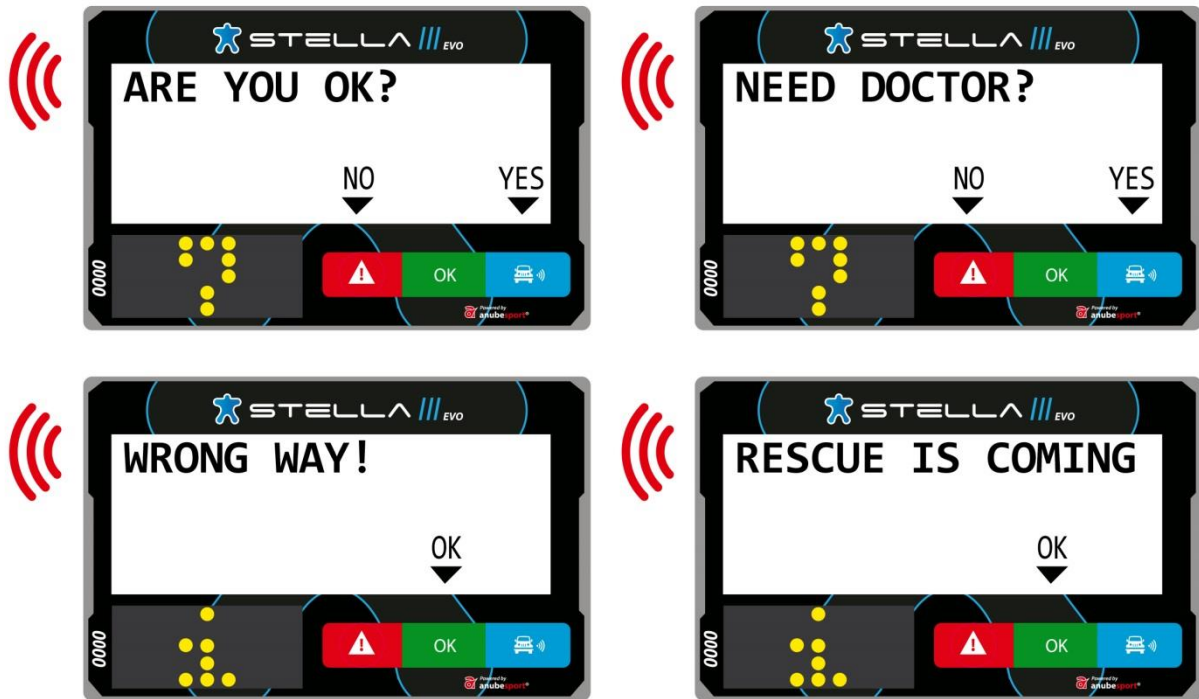 STELLA III EVO
ARE YOU OK?
NO YES
0000
OK
Powered by
anubesport®
STELLA III EVO
NEED DOCTOR?
NO YES
0000
OK
Powered by
anubesport®
STELLA III EVO
WRONG WAY!
OK
0000
OK
Powered by
anubesport®
STELLA III EVO
RESCUE IS COMING
OK
0000
OK
Powered by
anubesport®